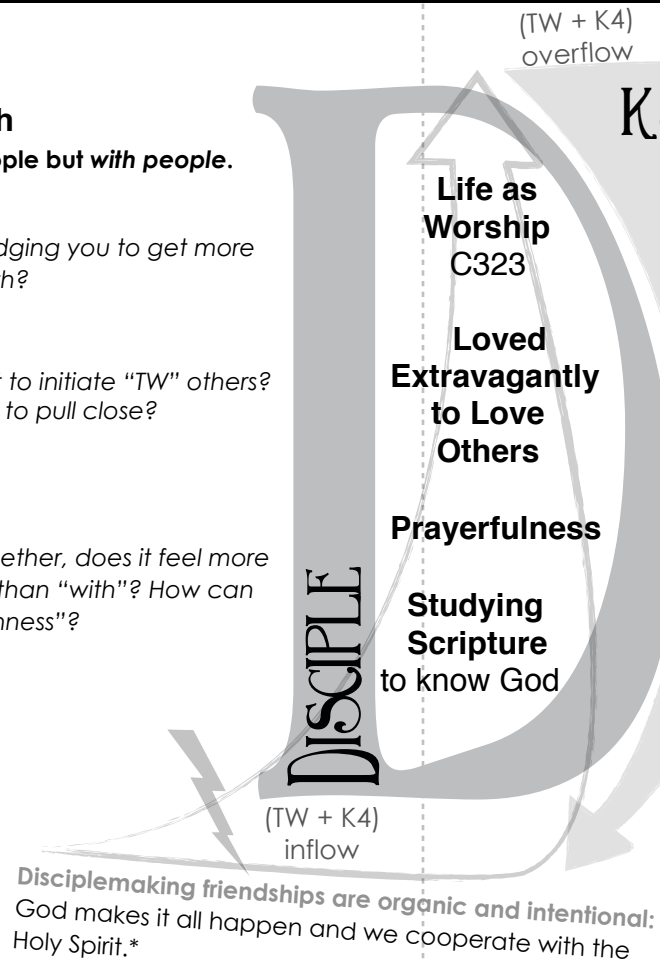 (TW + K4)
overflow
K
h
ople but with people.
dging you to get more
th?
t to initiate “TW” others?
to pull close?
ether, does it feel more
than “with”? How can
nness”?
Life as
Worship
C323
Loved
Extravagantly
to Love
Others
Prayerfulness
Studying
Scripture
to know God
DISCIPLE
(TW + K4)
inflow
Disciplemaking friendships are organic and intentional:
God makes it all happen and we cooperate with the
Holy Spirit.*